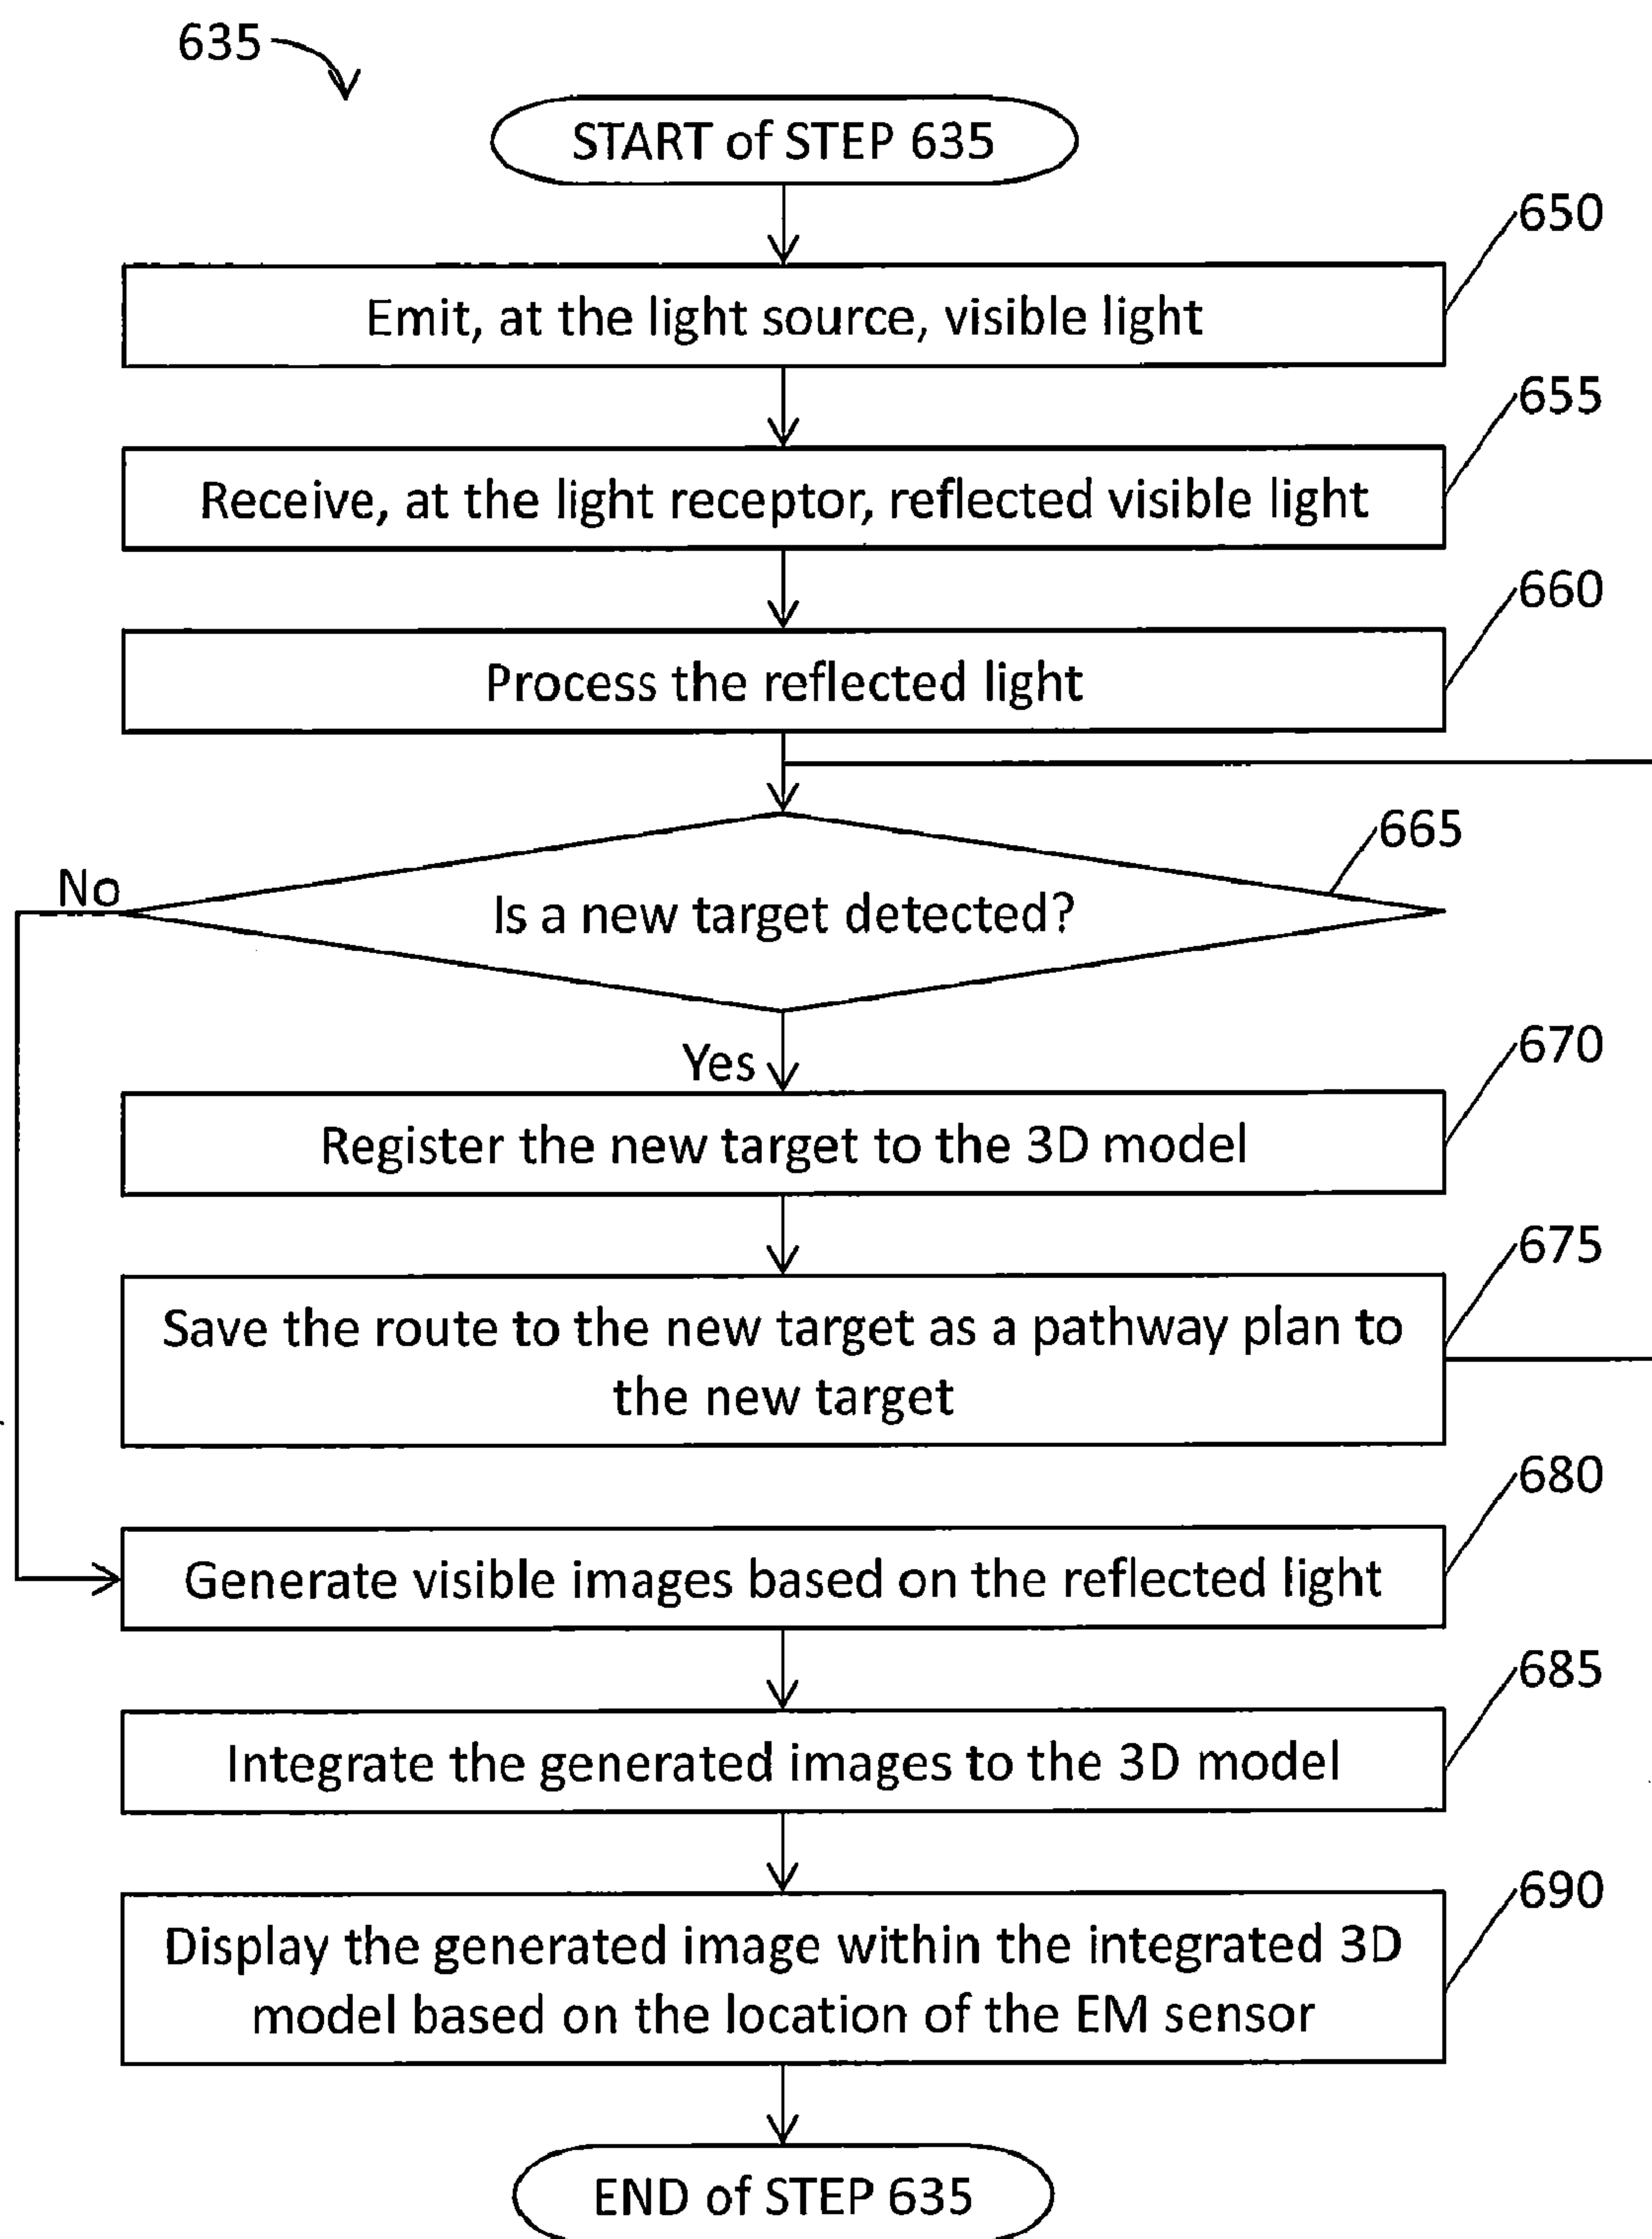 635
START of STEP 635
650
Emit, at the light source, visible light
655
Receive, at the light receptor, reflected visible light
660
Process the reflected light
665
No
Is a new target detected?
Yes
670
Register the new target to the 3D model
675
Save the route to the new target as a pathway plan to
the new target
680
Generate visible images based on the reflected light
685
Integrate the generated images to the 3D model
690
Display the generated image within the integrated 3D
model based on the location of the EM sensor
END of STEP 635